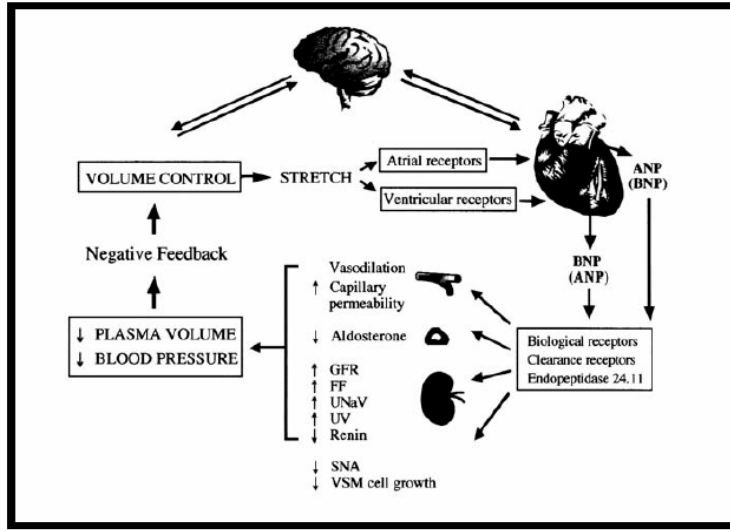 VOLUME CONTROL
STRETCH
Atrial receptors
Ventricular receptors
ANP
(BNP)
BNP
(ANP)
Negative Feedback
↓ PLASMA VOLUME
↓ BLOOD PRESSURE
Vasodilation
↑ Capillary
permeability
↓ Aldosterone
↑ GFR
↑ FF
↑ UNaV
↑ UV
↓ Renin
↓ SNA
↓ VSM cell growth
Biological receptors
Clearance receptors
Endopeptidase 24.11